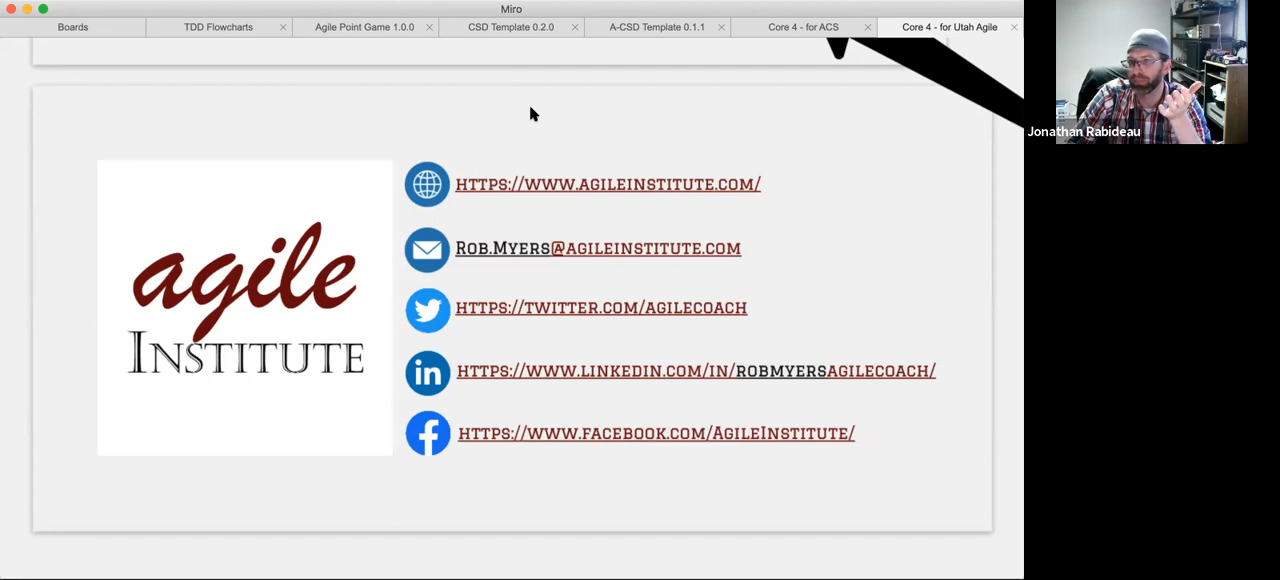 Miro
Boards
TDD Flowcharts
Agile Point Game 1.0.0
CSD Template 0.2.0
A-CSD Template 0.1.1
Core 4 - for ACS
Core 4 - for Utah Agile
Jonathan Rabideau
agile
INSTITUTE
HTTPS://WWW.AGILEINSTITUTE.COM/
ROB.MYERS@AGILEINSTITUTE.COM
HTTPS://TWITTER.COM/AGILECOACH
in
HTTPS://WWW.LINKEDIN.COM/IN/ROBMYERSAGILECOACH/
HTTPS://WWW.FACEBOOK.COM/AGILEINSTITUTE/